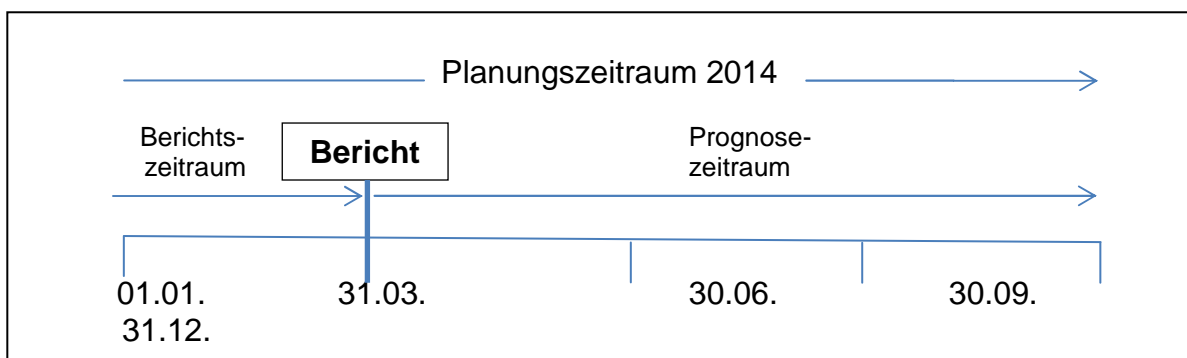 Planungszeitraum 2014
Berichts-
zeitraum
Bericht
Prognose-
zeitraum
01.01. 31.03. 30.06. 30.09.
31.12.